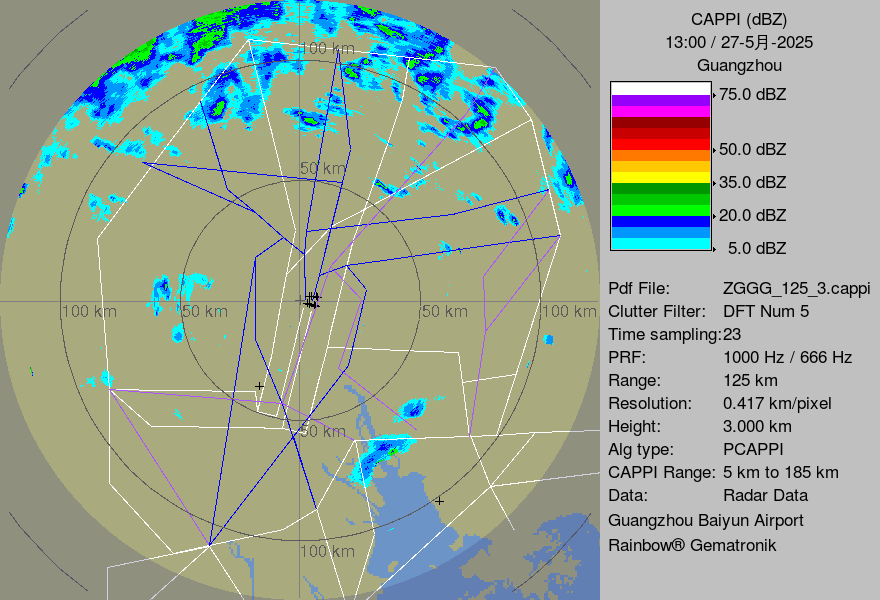 100 km
50 km
100 km
50 km
50 km
100 km
50 km
100 km
CAPPI (dBZ)
13:00 / 27-5月-2025
Guangzhou
75.0 dBZ
50.0 dBZ
35.0 dBZ
20.0 dBZ
5.0 dBZ
Pdf File: ZGGG_125_3.cappi
Clutter Filter: DFT Num 5
Time sampling:23
PRF: 1000 Hz / 666 Hz
Range: 125 km
Resolution: 0.417 km/pixel
Height: 3.000 km
Alg type: PCAPPI
CAPPI Range: 5 km to 185 km
Data: Radar Data
Guangzhou Baiyun Airport
Rainbow® Gematronik